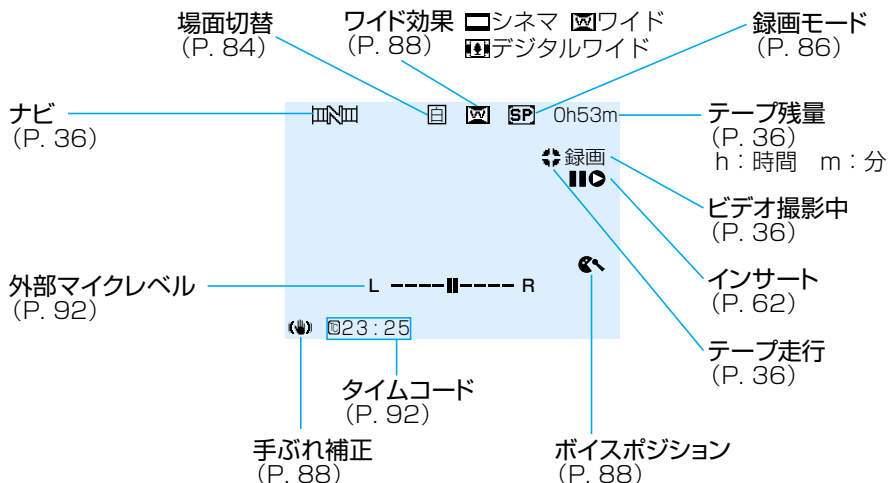 場面切替
(P. 84)
ワイド効果
(P. 88)
シネマ Wワイド
デジタルワイド
録画モード
(P. 86)
ナビ
(P. 36)
N
白 W SP 0h53m
テープ残量
(P. 36)
h：時間 m：分
録画
ビデオ撮影中
(P. 36)
外部マイクレベル
(P. 92)
L R
インサート
(P. 62)
TC23:25
テープ走行
(P. 36)
タイムコード
(P. 92)
手ぶれ補正
(P. 88)
ボイスポジション
(P. 88)